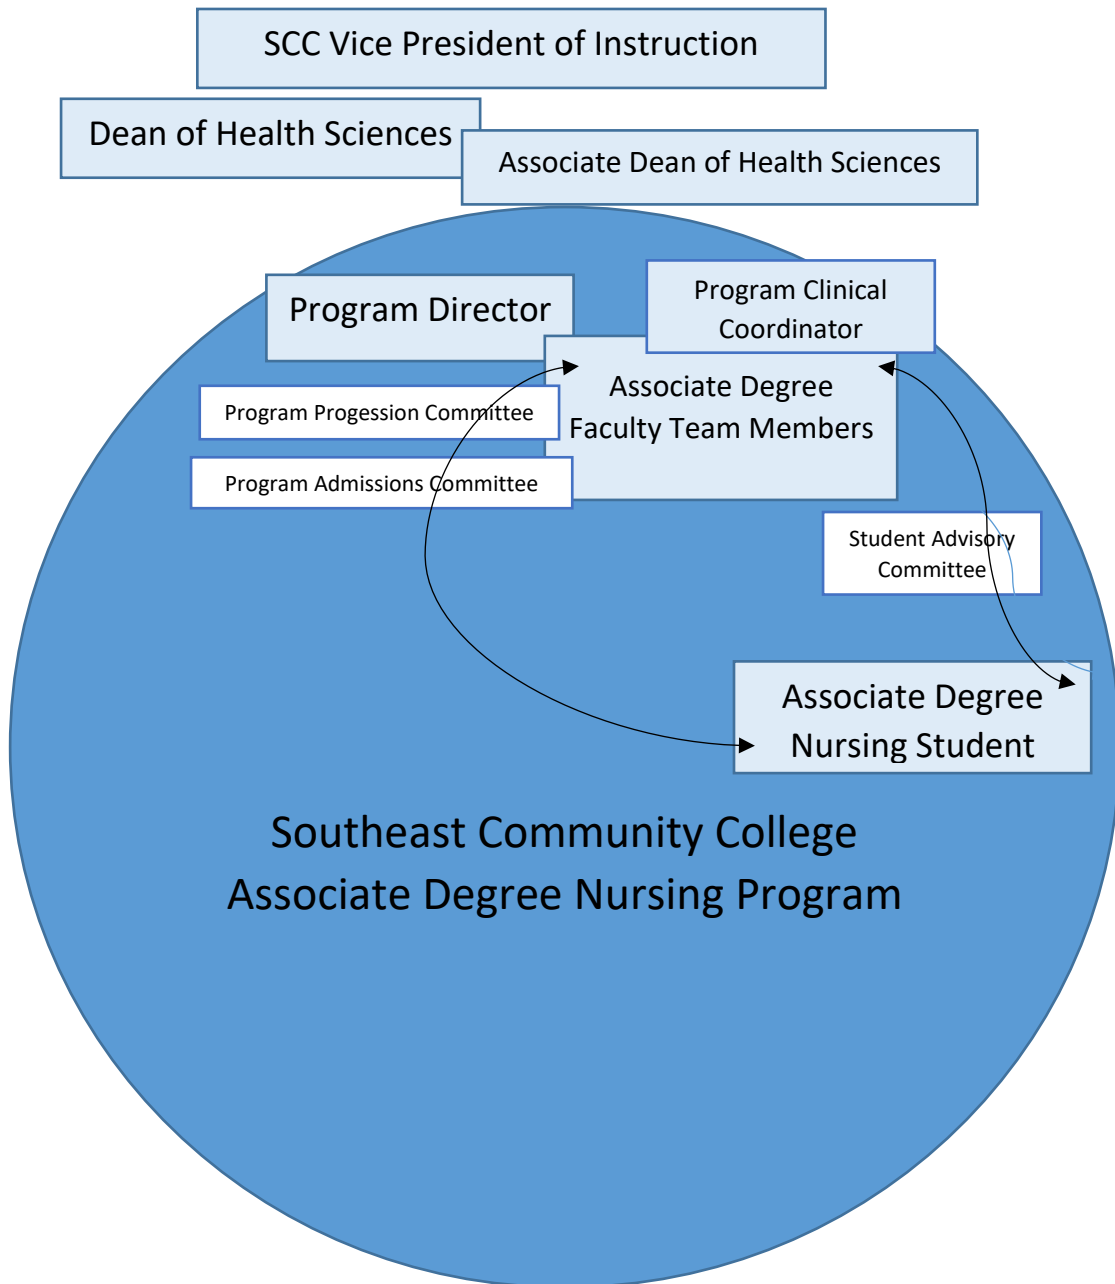 SCC Vice President of Instruction
Dean of Health Sciences
Associate Dean of Health Sciences
Program Director
Program Clinical
Coordinator
Associate Degree
Faculty Team Members
Program Progession Committee
Program Admissions Committee
Student Advisory
Committee
Associate Degree
Nursing Student
Southeast Community College
Associate Degree Nursing Program